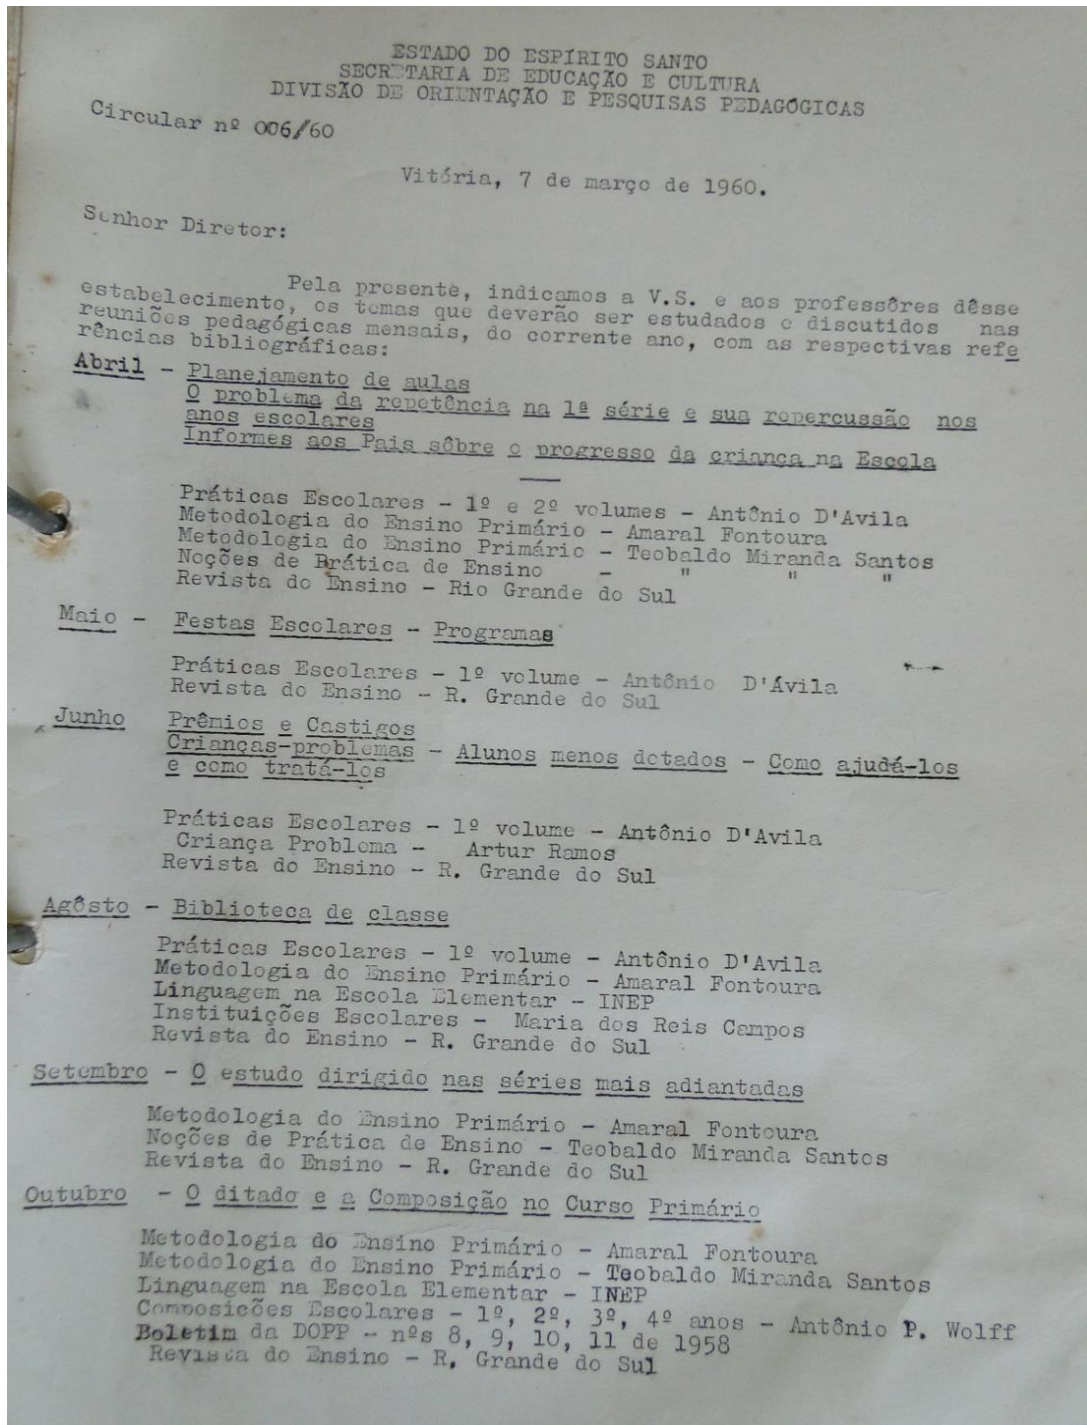 ESTADO DO ESPÍRITO SANTO
SECRETARIA DE EDUCAÇÃO E CULTURA
DIVISÃO DE ORIENTAÇÃO E PESQUISAS PEDAGÓGICAS
Circular nº 006/60
Vitória, 7 de março de 1960.
Senhor Diretor:
Pela presente, indicamos a V.S. e aos professôres dêsse
estabelecimento, os temas que deverão ser estudados e discutidos nas
reuniões pedagógicas mensais, do corrente ano, com as respectivas refe
rências bibliográficas:
Abril - Planejamento de aulas
O problema da repetência na 1ª série e sua repercussão nos
anos escolares
Informes aos Pais sôbre o progresso da criança na Escola
Práticas Escolares - 1º e 2º volumes - Antônio D'Avila
Metodologia do Ensino Primário - Amaral Fontoura
Metodologia do Ensino Primário - Teobaldo Miranda Santos
Noções de Prática de Ensino - " " "
Revista do Ensino - Rio Grande do Sul
Maio - Festas Escolares - Programas
Práticas Escolares - 1º volume - Antônio D'Ávila
Revista do Ensino - R. Grande do Sul
Junho Prêmios e Castigos
Crianças-problemas - Alunos menos dotados - Como ajudá-los
e como tratá-los
Práticas Escolares - 1º volume - Antônio D'Avila
Criança Problema - Artur Ramos
Revista do Ensino - R. Grande do Sul
Agôsto - Biblioteca de classe
Práticas Escolares - 1º volume - Antônio D'Avila
Metodologia do Ensino Primário - Amaral Fontoura
Linguagem na Escola Elementar - INEP
Instituições Escolares - Maria dos Reis Campos
Revista do Ensino - R. Grande do Sul
Setembro - O estudo dirigido nas séries mais adiantadas
Metodologia do Ensino Primário - Amaral Fontoura
Noções de Prática de Ensino - Teobaldo Miranda Santos
Revista do Ensino - R. Grande do Sul
Outubro - O ditado e a Composição no Curso Primário
Metodologia do Ensino Primário - Amaral Fontoura
Metodologia do Ensino Primário - Teobaldo Miranda Santos
Linguagem na Escola Elementar - INEP
Composições Escolares - 1º, 2º, 3º, 4º anos - Antônio P. Wolff
Boletim da DOPP - nºs 8, 9, 10, 11 de 1958
Revista do Ensino - R. Grande do Sul